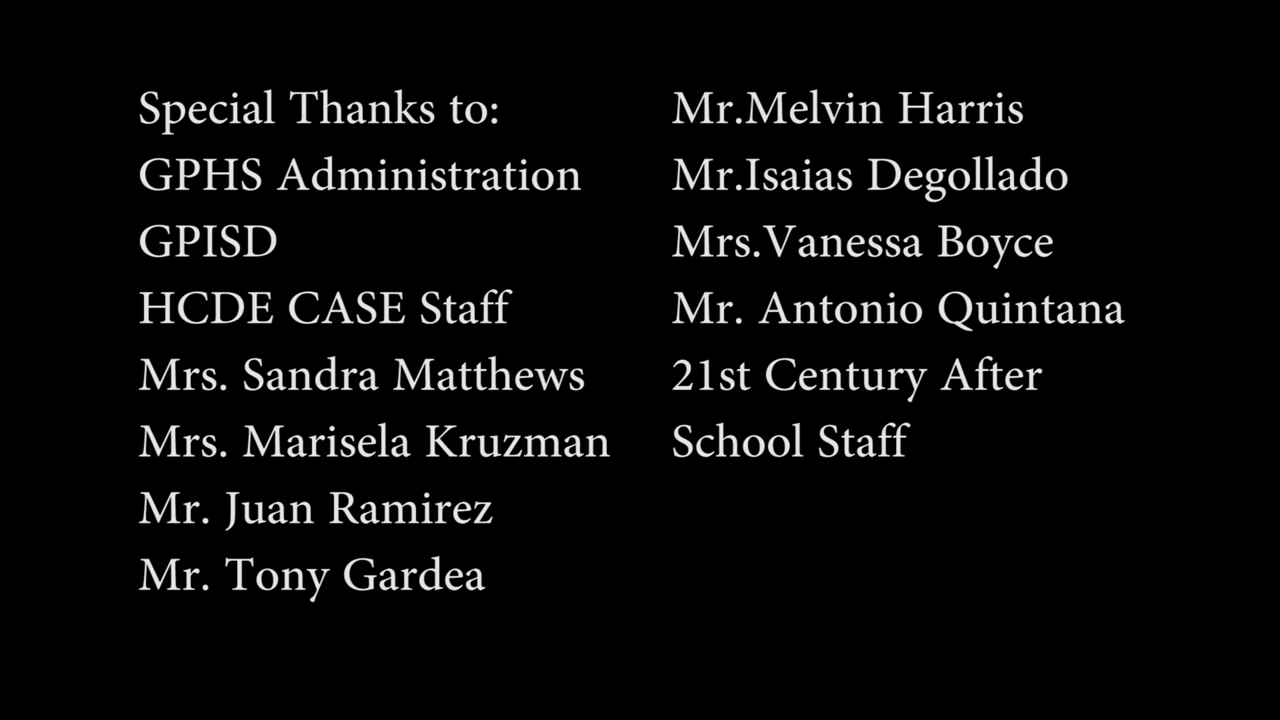 Special Thanks to:
GPHS Administration
GPISD
HCDE CASE Staff
Mrs. Sandra Matthews
Mrs. Marisela Kruzman
Mr. Juan Ramirez
Mr. Tony Gardea
Mr.Melvin Harris
Mr.Isaias Degollado
Mrs.Vanessa Boyce
Mr. Antonio Quintana
21st Century After
School Staff